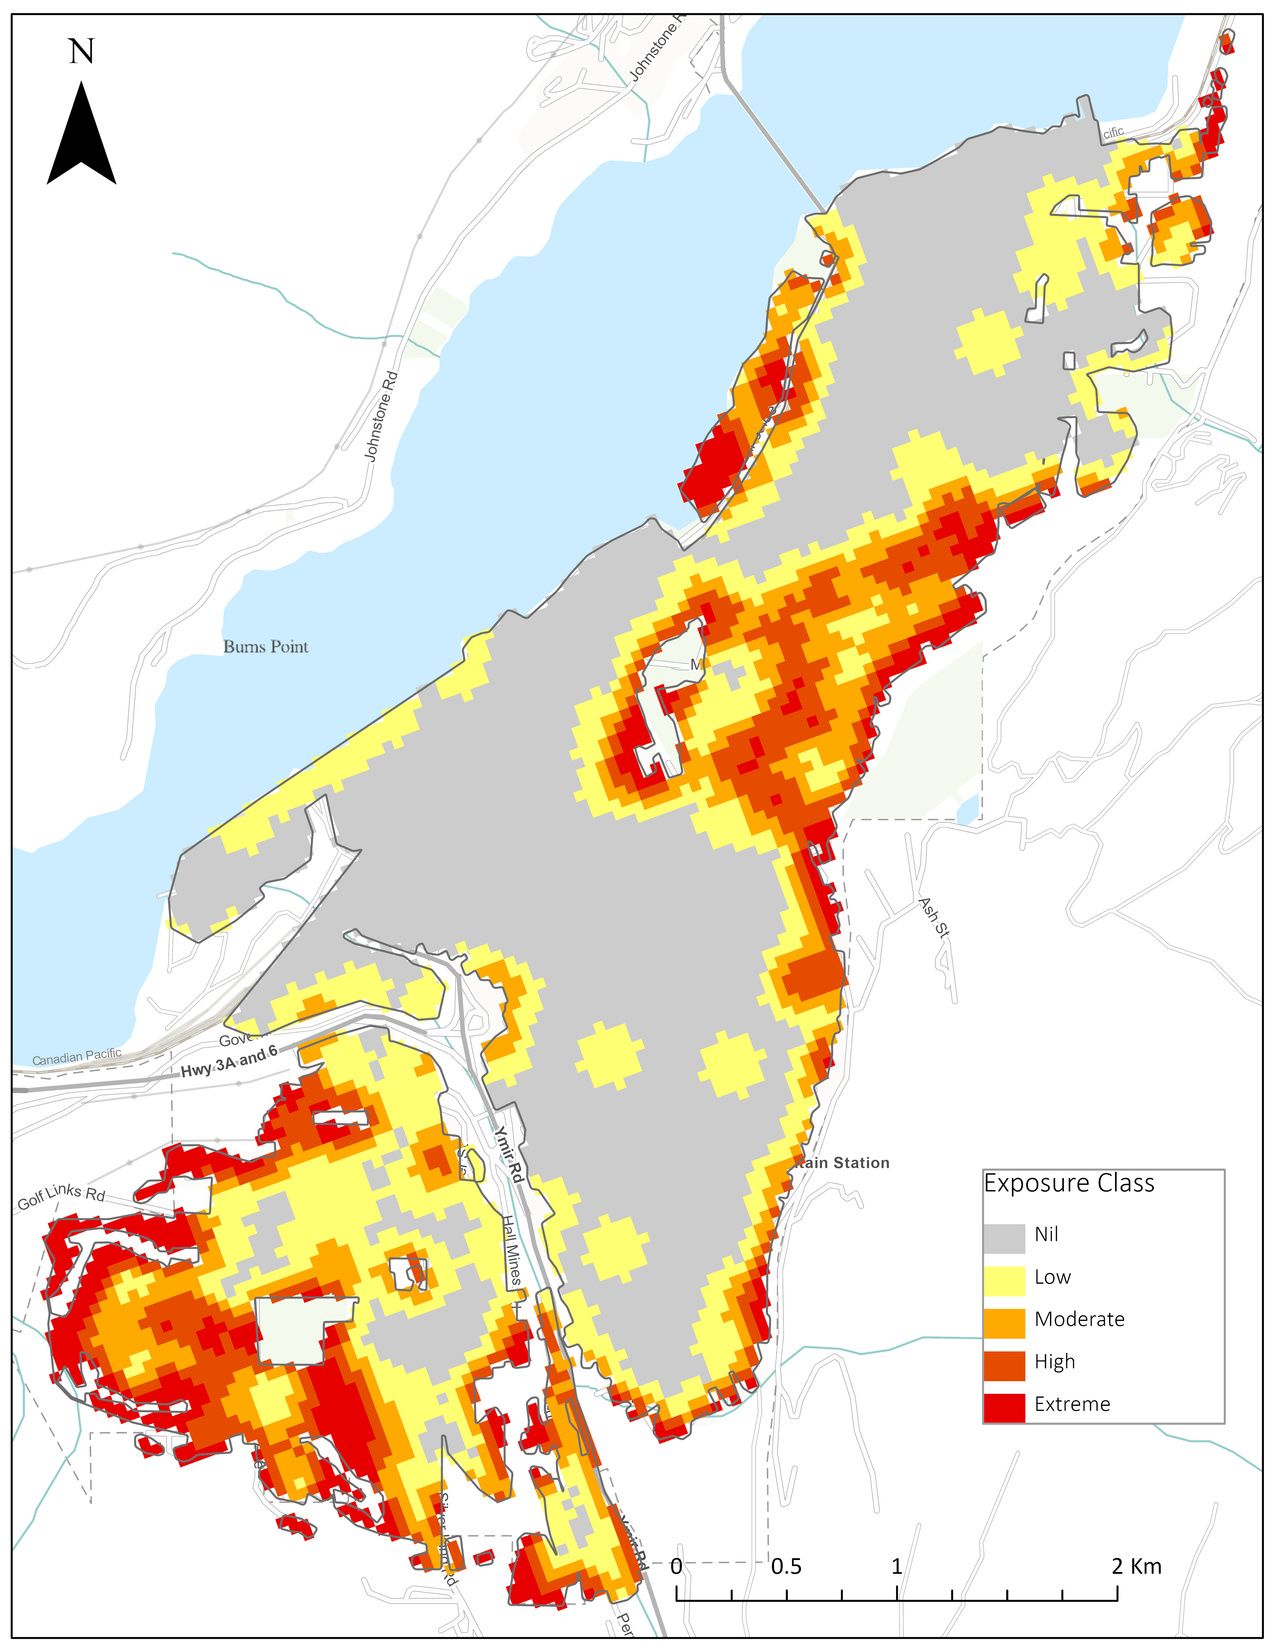 N
Johnstone R
cific
Johnstone Rd
Burns Point
M
Ash St
Canadian Pacific
Gover
Hwy 3A and 6
Ymir Rd
tain Station
Golf Links Rd
Hall Mines
Exposure Class
Nil
Low
Moderate
High
Extreme
Ymir Rd
0 0.5 1 2 Km
Per